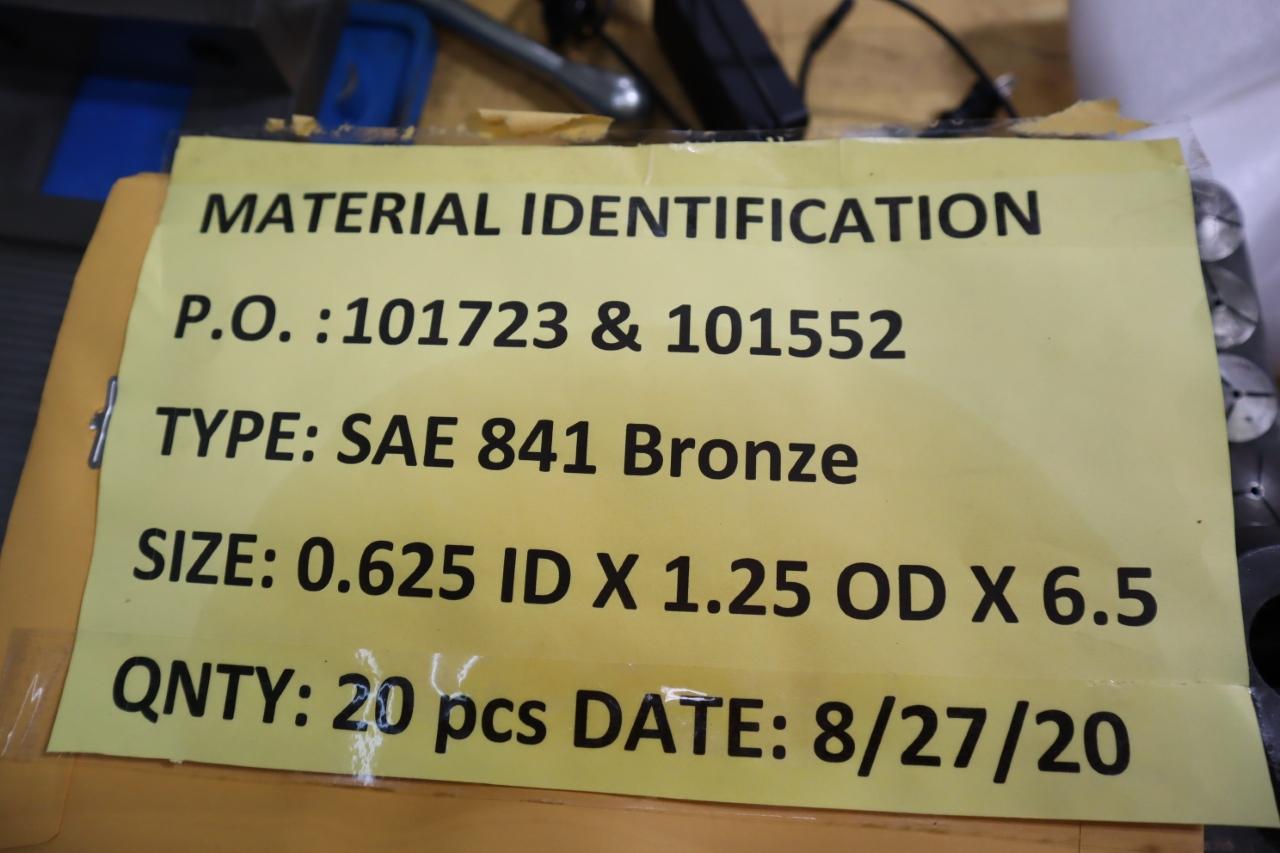 MATERIAL IDENTIFICATION
P.O. :101723 & 101552
TYPE: SAE 841 Bronze
SIZE: 0.625 ID X 1.25 OD X 6.5
QNTY: 20 pcs DATE: 8/27/20